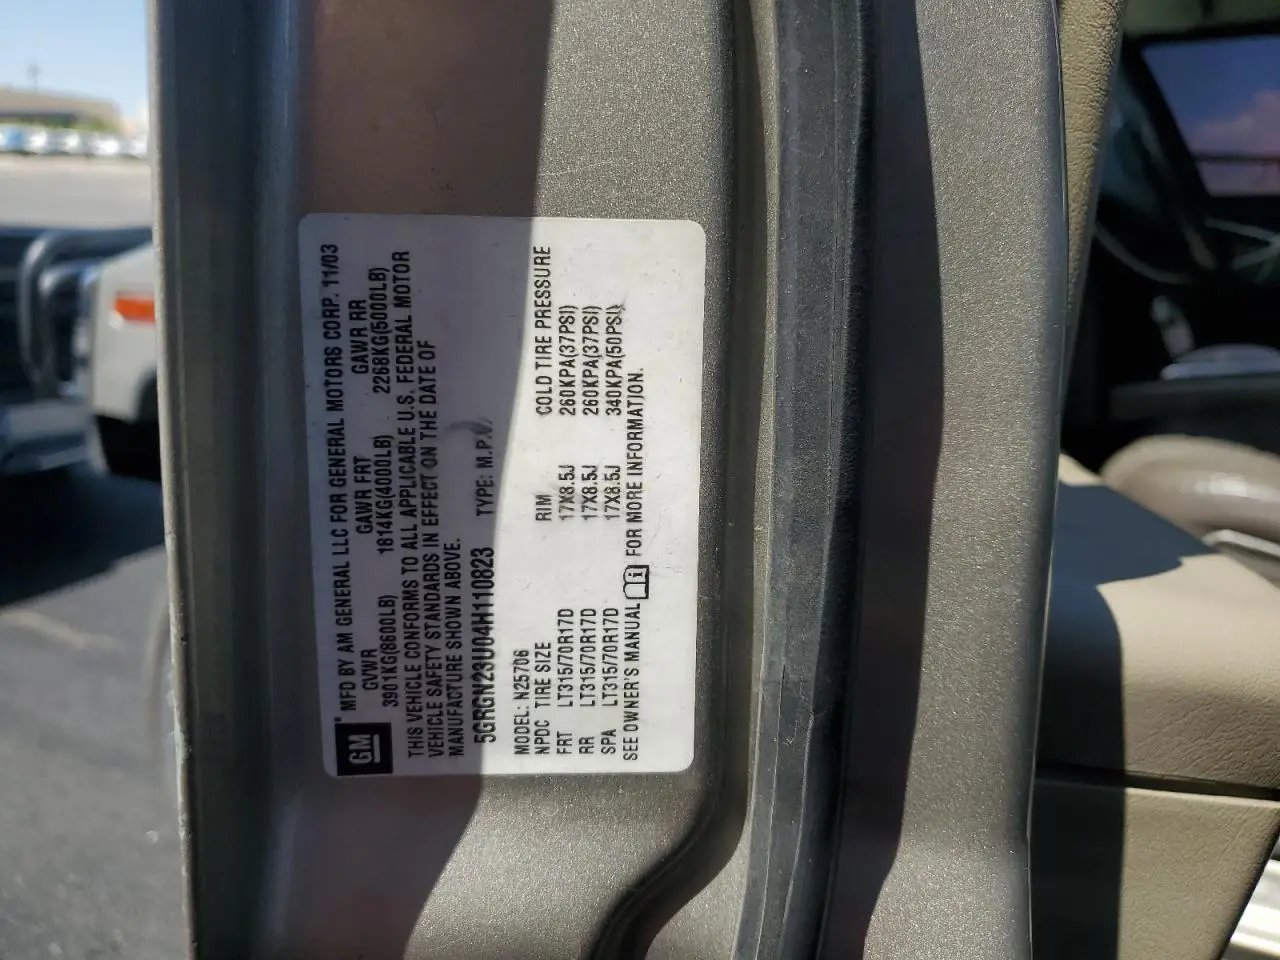 GM
MFD BY AM GENERAL LLC FOR GENERAL MOTORS CORP. 11/03
GVWR GAWR FRT GAWR RR
3901KG(8600LB) 1814KG(4000LB) 2268KG(5000LB)
THIS VEHICLE CONFORMS TO ALL APPLICABLE U.S. FEDERAL MOTOR
VEHICLE SAFETY STANDARDS IN EFFECT ON THE DATE OF
MANUFACTURE SHOWN ABOVE.
5GRGN23U04H110823 TYPE: M.P.V.
MODEL: N25706
NPDC TIRE SIZE RIM COLD TIRE PRESSURE
FRT LT315/70R17D 17X8.5J 260KPA(37PSI)
RR LT315/70R17D 17X8.5J 260KPA(37PSI)
SPA LT315/70R17D 17X8.5J 340KPA(50PSI)
SEE OWNER'S MANUAL FOR MORE INFORMATION.